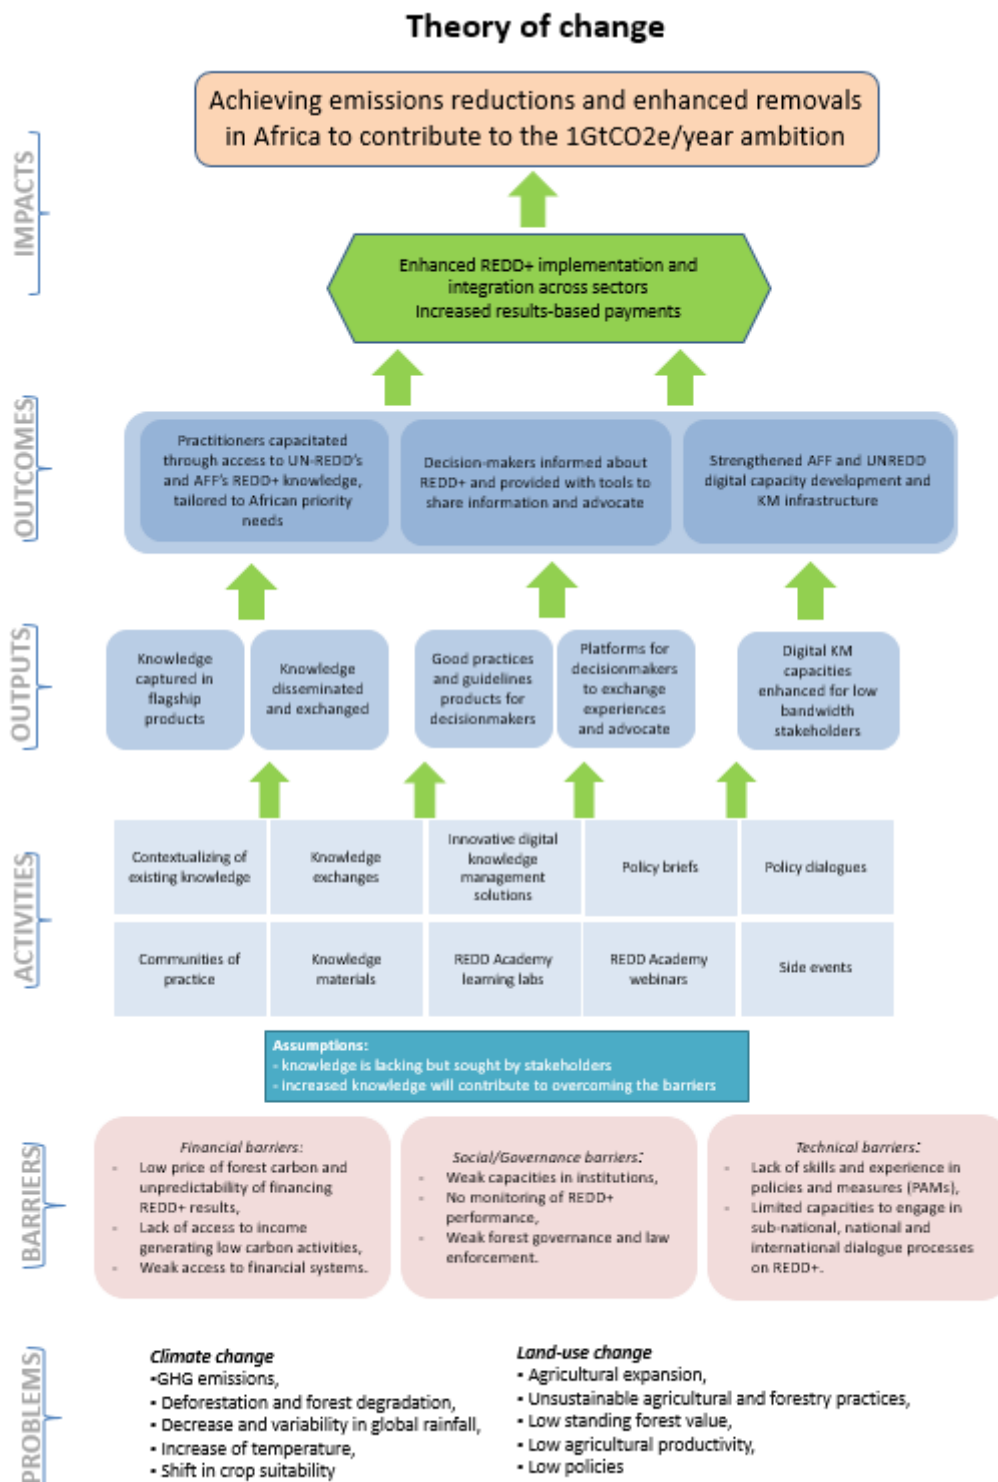 Theory of change
IMPACTS
Achieving emissions reductions and enhanced removals
in Africa to contribute to the 1GtCO2e/year ambition
Enhanced REDD+ implementation and
integration across sectors
Increased results-based payments
OUTCOMES
Practitioners capacitated
through access to UN-REDD's
and AFF's REDD+ knowledge,
tailored to African priority
needs
Decision-makers informed about
REDD+ and provided with tools to
share information and advocate
Strengthened AFF and UNREDD
digital capacity development and
KM infrastructure
OUTPUTS
Knowledge
captured in
flagship
products
Knowledge
disseminated
and exchanged
Good practices
and guidelines
products for
decisionmakers
Platforms for
decisionmakers
to exchange
experiences
and advocate
Digital KM
capacities
enhanced for low
bandwidth
stakeholders
ACTIVITIES
Contextualizing of
existing knowledge
Knowledge
exchanges
Innovative digital
knowledge
management
solutions
Policy briefs
Policy dialogues
Communities of
practice
Knowledge
materials
REDD Academy
learning labs
REDD Academy
webinars
Side events
Assumptions:
- knowledge is lacking but sought by stakeholders
- increased knowledge will contribute to overcoming the barriers
BARRIERS
Financial barriers:
- Low price of forest carbon and
unpredictability of financing
REDD+ results,
- Lack of access to income
generating low carbon activities,
- Weak access to financial systems.
Social/Governance barriers:
- Weak capacities in institutions,
- No monitoring of REDD+
performance,
- Weak forest governance and law
enforcement.
Technical barriers:
- Lack of skills and experience in
policies and measures (PAMs),
- Limited capacities to engage in
sub-national, national and
international dialogue processes
on REDD+.
PROBLEMS
Climate change
▪GHG emissions,
▪ Deforestation and forest degradation,
▪ Decrease and variability in global rainfall,
▪ Increase of temperature,
▪ Shift in crop suitability
Land-use change
▪ Agricultural expansion,
▪ Unsustainable agricultural and forestry practices,
▪ Low standing forest value,
▪ Low agricultural productivity,
▪ Low policies